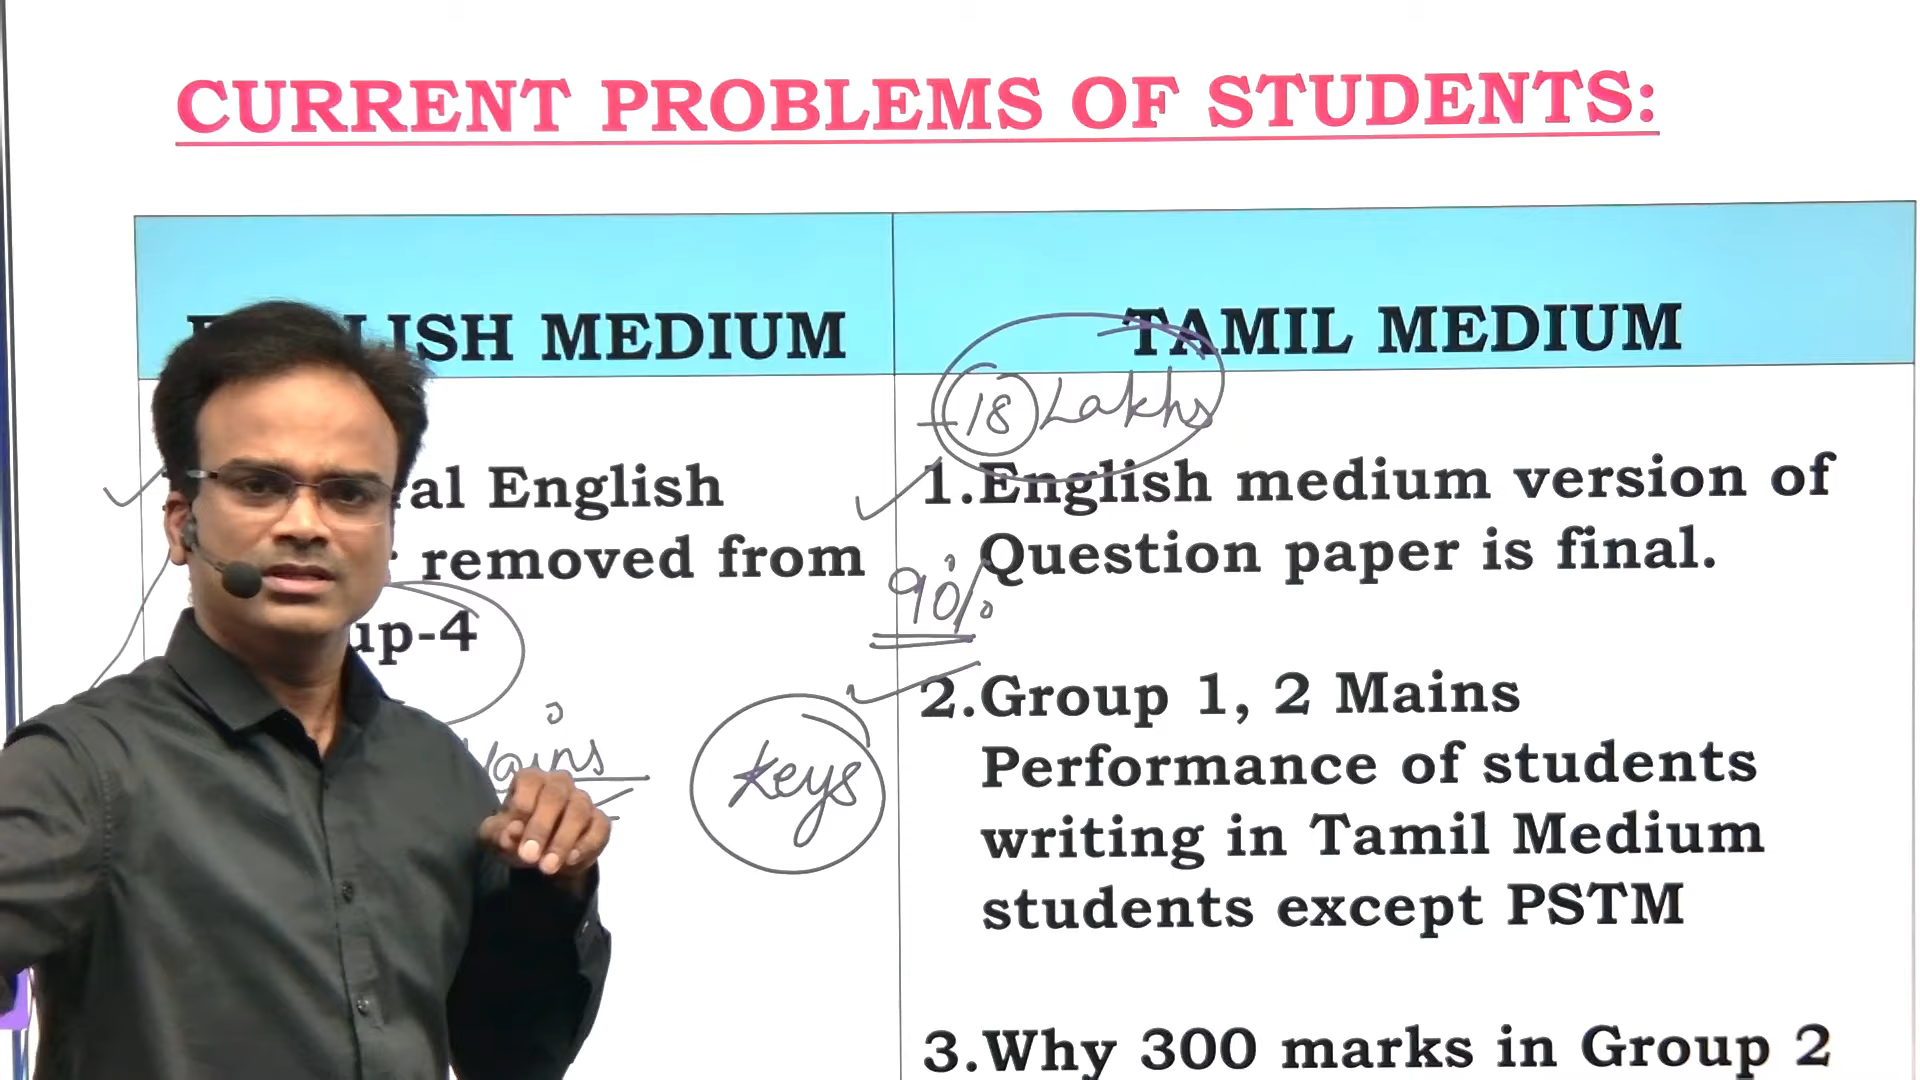 CURRENT PROBLEMS OF STUDENTS:
LISH MEDIUM
TAMIL MEDIUM
18 Lakhs
al English
removed from
up-4
ains
Keys
90%
1.English medium version of
Question paper is final.
2.Group 1, 2 Mains
Performance of students
writing in Tamil Medium
students except PSTM
3.Why 300 marks in Group 2